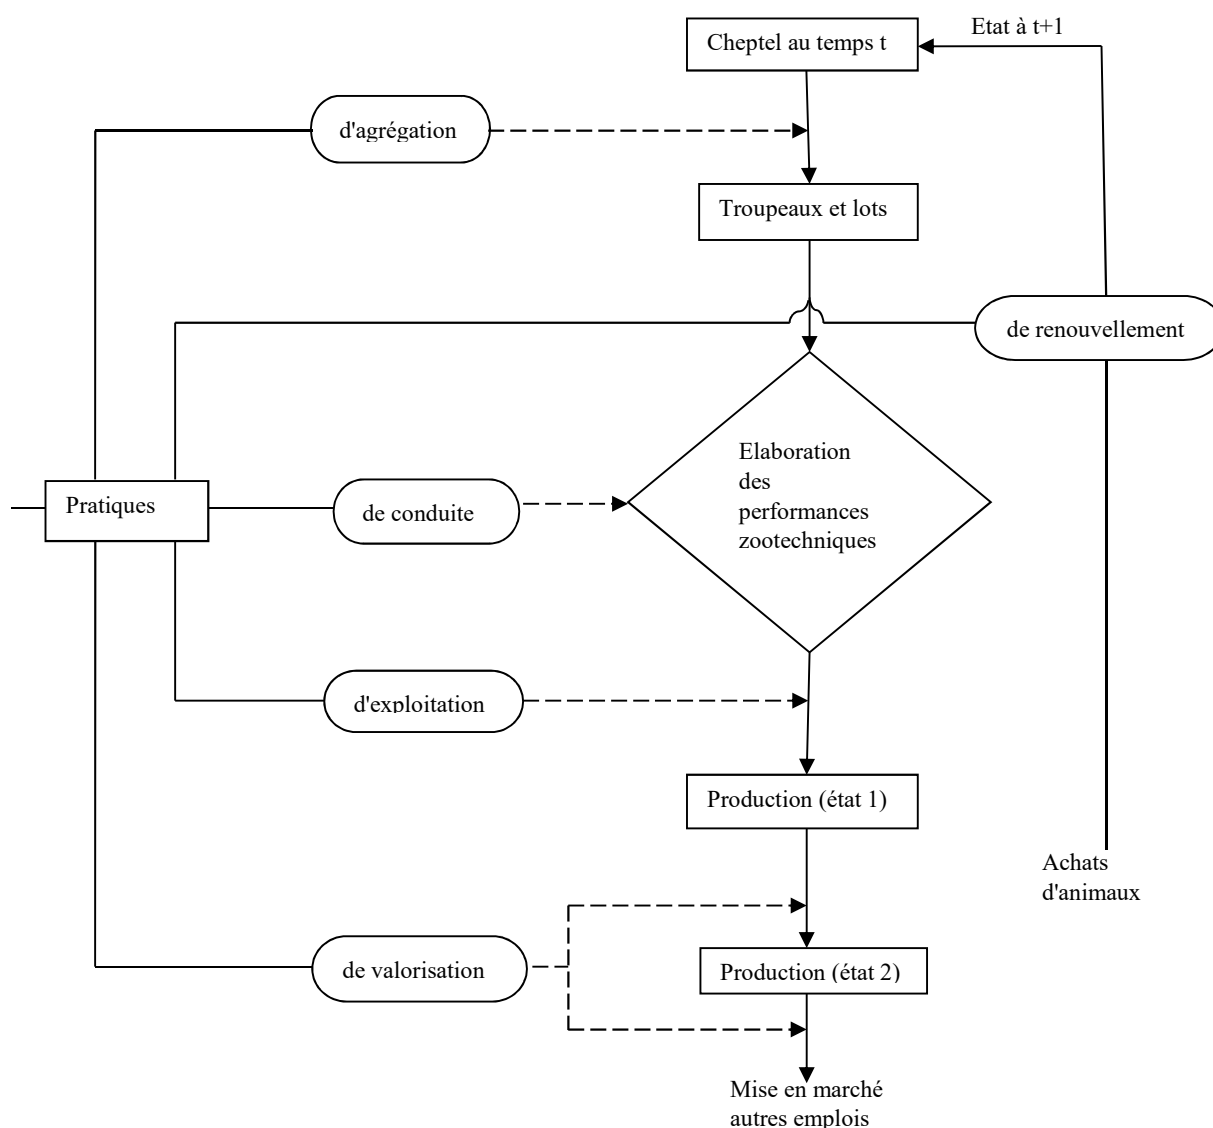 Etat à t+1
Cheptel au temps t
d'agrégation
Troupeaux et lots
de renouvellement
Elaboration
des
performances
zootechniques
Pratiques
de conduite
d'exploitation
Production (état 1)
Achats
d'animaux
de valorisation
Production (état 2)
Mise en marché
autres emplois